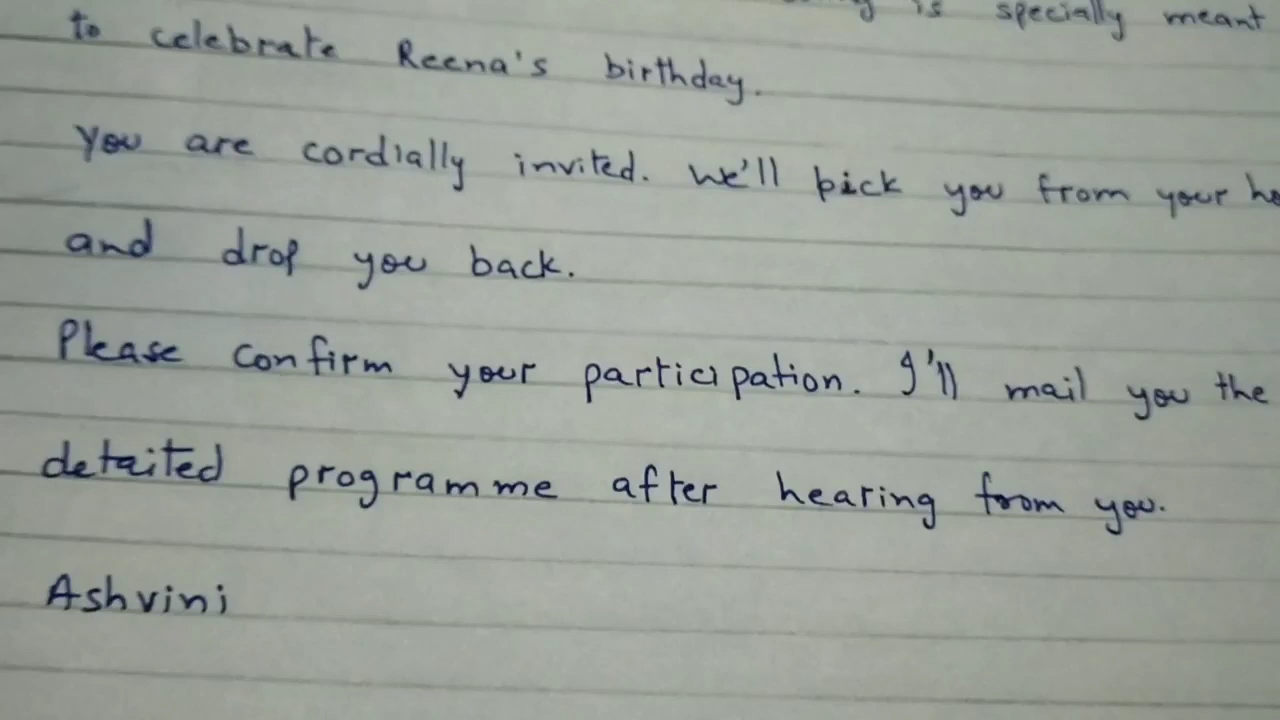 is specially meant
to celebrate Reena's birthday.
You are cordially invited. We'll pick you from your
and drop you back.
Please confirm your participation. I'll mail you the
detailed programme after hearing from you.
Ashvini